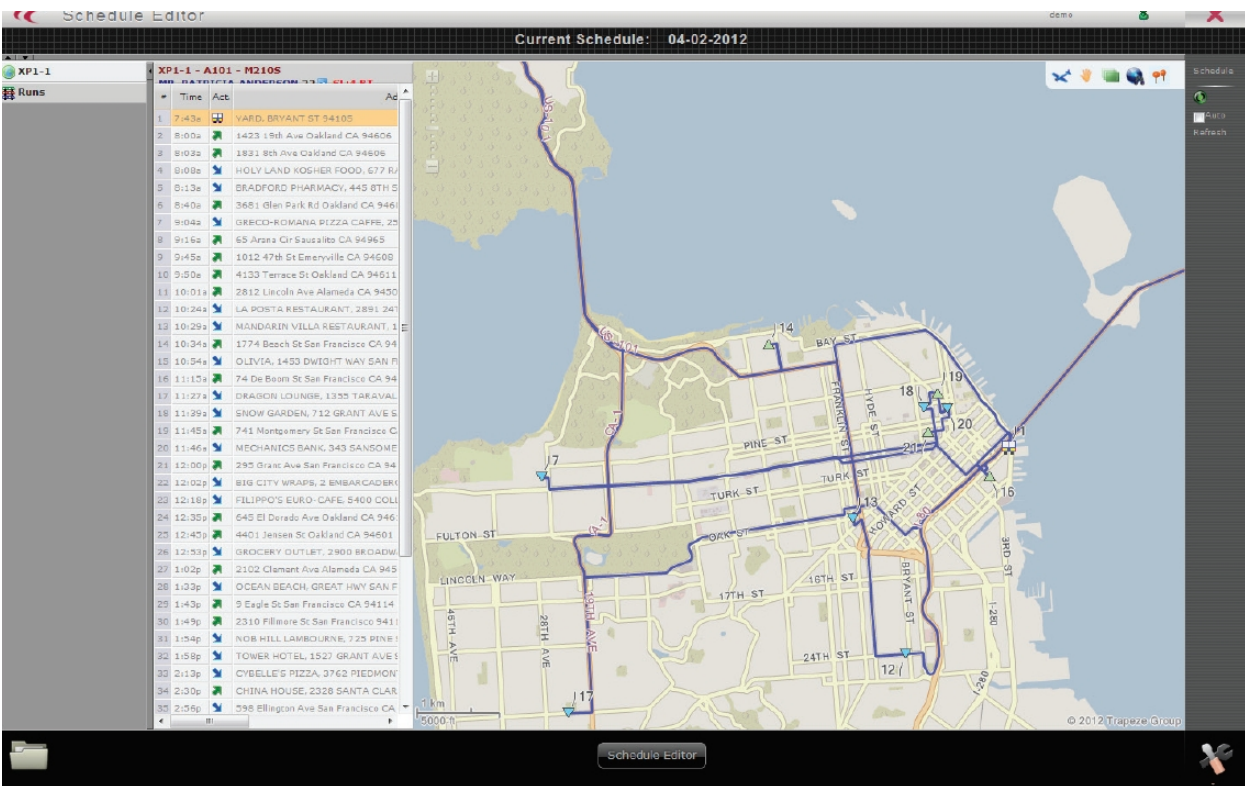 Schedule Editor
demo
Current Schedule: 04-02-2012
XP1-1
Runs
XP1-1 - A101 - M210S
MR. PATRICIA ANDERSON
Time Act. Ad
1 7:43a YARD, BRYANT ST 94105
2 8:00a 1423 19th Ave Oakland CA 94606
3 8:03a 1831 8th Ave Oakland CA 94606
4 8:08a HOLY LAND KOSHER FOOD, 677 RA
5 8:13a BRADFORD PHARMACY, 445 8TH S
6 8:40a 3681 Glen Park Rd Oakland CA 946
7 9:04a GRECO-ROMANA PIZZA CAFFE, 25
8 9:16a 65 Arana Cir Sausalito CA 94965
9 9:45a 1012 47th St Emeryville CA 94608
10 9:50a 4133 Terrace St Oakland CA 94611
11 10:01a 2812 Lincoln Ave Alameda CA 9450
12 10:24a LA POSTA RESTAURANT, 2891 24T
13 10:29a MANDARIN VILLA RESTAURANT, 1
14 10:34a 1774 Beach St San Francisco CA 94
15 10:54a OLIVIA, 1453 DWIGHT WAY SAN F
16 11:15a 74 De Boom St San Francisco CA 94
17 11:27a DRAGON LOUNGE, 1355 TARAVAL
18 11:39a SNOW GARDEN, 712 GRANT AVE S
19 11:45a 741 Montgomery St San Francisco C
20 11:46a MECHANICS BANK, 343 SANSOME
21 12:00p 295 Grant Ave San Francisco CA 94
22 12:02p BIG CITY WRAPS, 2 EMBARCADERO
23 12:18p FILIPPO'S EURO-CAFE, 5400 COLL
24 12:35p 645 El Dorado Ave Oakland CA 946
25 12:45p 4401 Jensen St Oakland CA 94601
26 12:53p GROCERY OUTLET, 2900 BROADWA
27 1:02p 2102 Clement Ave Alameda CA 945
28 1:33p OCEAN BEACH, GREAT HWY SAN F
29 1:43p 9 Eagle St San Francisco CA 94114
30 1:49p 2310 Fillmore St San Francisco 941
31 1:54p NOB HILL LAMBOURNE, 725 PINE
32 1:58p TOWER HOTEL, 1527 GRANT AVE S
33 2:13p CYBELLE'S PIZZA, 3762 PIEDMON
34 2:30p CHINA HOUSE, 2328 SANTA CLAR
35 2:56p 398 Ellington Ave San Francisco CA
US-101
US-101
14
BAY ST
18
19
20
FRANKLIN ST
HYDE ST
CA-1
PINE ST
21
1
7
TURK ST
TURK ST
16
13
HOWARD ST
I-80
FULTON ST
CA-1
OAK ST
3RD ST
LINCOLN WAY
16TH ST
17TH ST
BRYANT ST
I-280
46TH AVE
28TH AVE
19TH AVE
24TH ST
12
I-280
17
1 km
5000 ft
© 2012 Trapeze Group
Schedule
Auto
Refresh
Schedule Editor